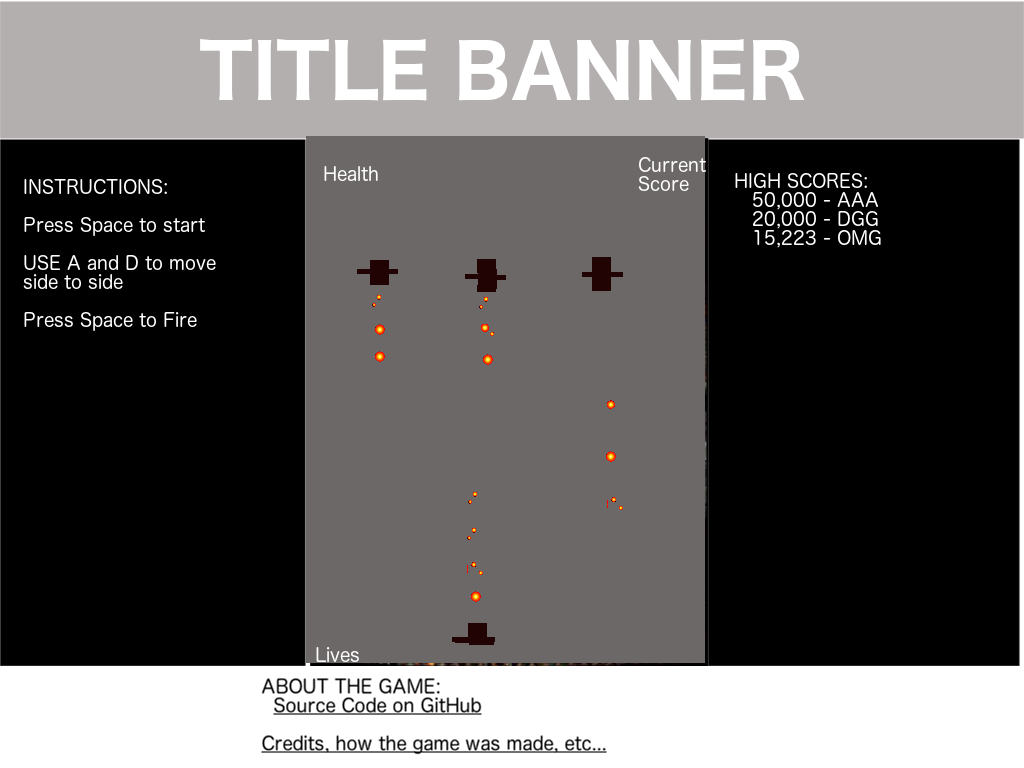 TITLE BANNER
INSTRUCTIONS:
Press Space to start
USE A and D to move
side to side
Press Space to Fire
Health
Current
Score
HIGH SCORES:
50,000 - AAA
20,000 - DGG
15,223 - OMG
Lives
ABOUT THE GAME:
Source Code on GitHub
Credits, how the game was made, etc...